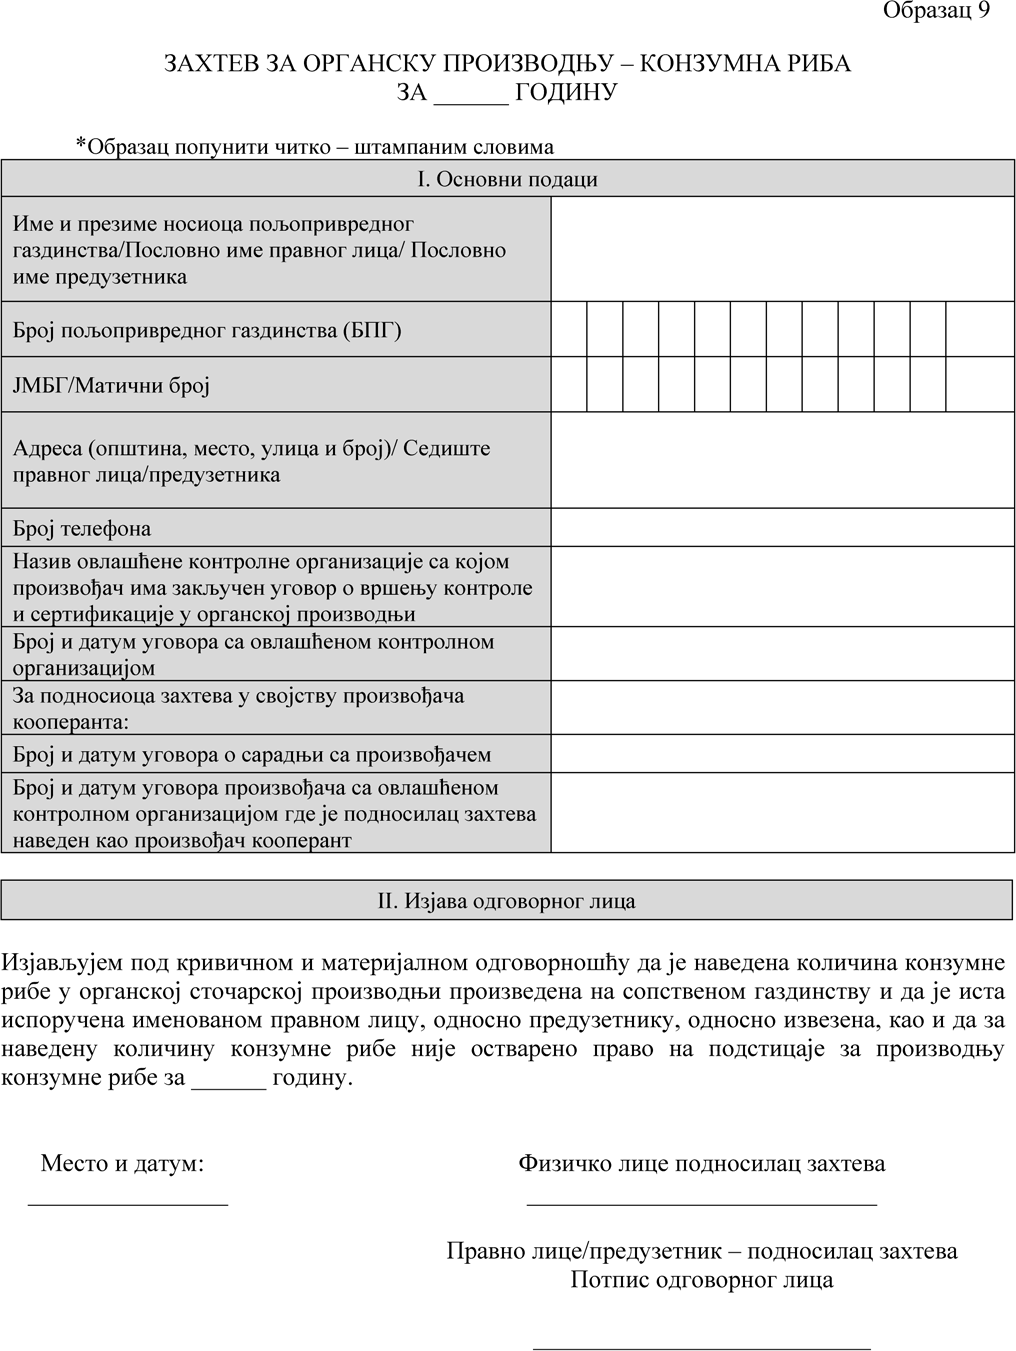 Образац 9
ЗАХТЕВ ЗА ОРГАНСКУ ПРОИЗВОДЊУ – КОНЗУМНА РИБА
ЗА ______ ГОДИНУ
*Образац попунити читко – штампаним словима
I. Основни подаци
Име и презиме носиоца пољопривредног
газдинства/Пословно име правног лица/ Пословно
име предузетника
Број пољопривредног газдинства (БПГ)
ЈМБГ/Матични број
Адреса (општина, место, улица и број)/ Седиште
правног лица/предузетника
Број телефона
Назив овлашћене контролне организације са којом
произвођач има закључен уговор о вршењу контроле
и сертификације у органској производњи
Број и датум уговора са овлашћеном контролном
организацијом
За подносиоца захтева у својству произвођача
кооперанта:
Број и датум уговора о сарадњи са произвођачем
Број и датум уговора произвођача са овлашћеном
контролном организацијом где је подносилац захтева
наведен као произвођач кооперант
II. Изјава одговорног лица
Изјављујем под кривичном и материјалном одговорношћу да је наведена количина конзумне
рибе у органској сточарској производњи произведена на сопственом газдинству и да је иста
испоручена именованом правном лицу, односно предузетнику, односно извезена, као и да за
наведену количину конзумне рибе није остварено право на подстицаје за производњу
конзумне рибе за ______ годину.
Место и датум:
Физичко лице подносилац захтева
________________
____________________________
Правно лице/предузетник – подносилац захтева
Потпис одговорног лица
___________________________